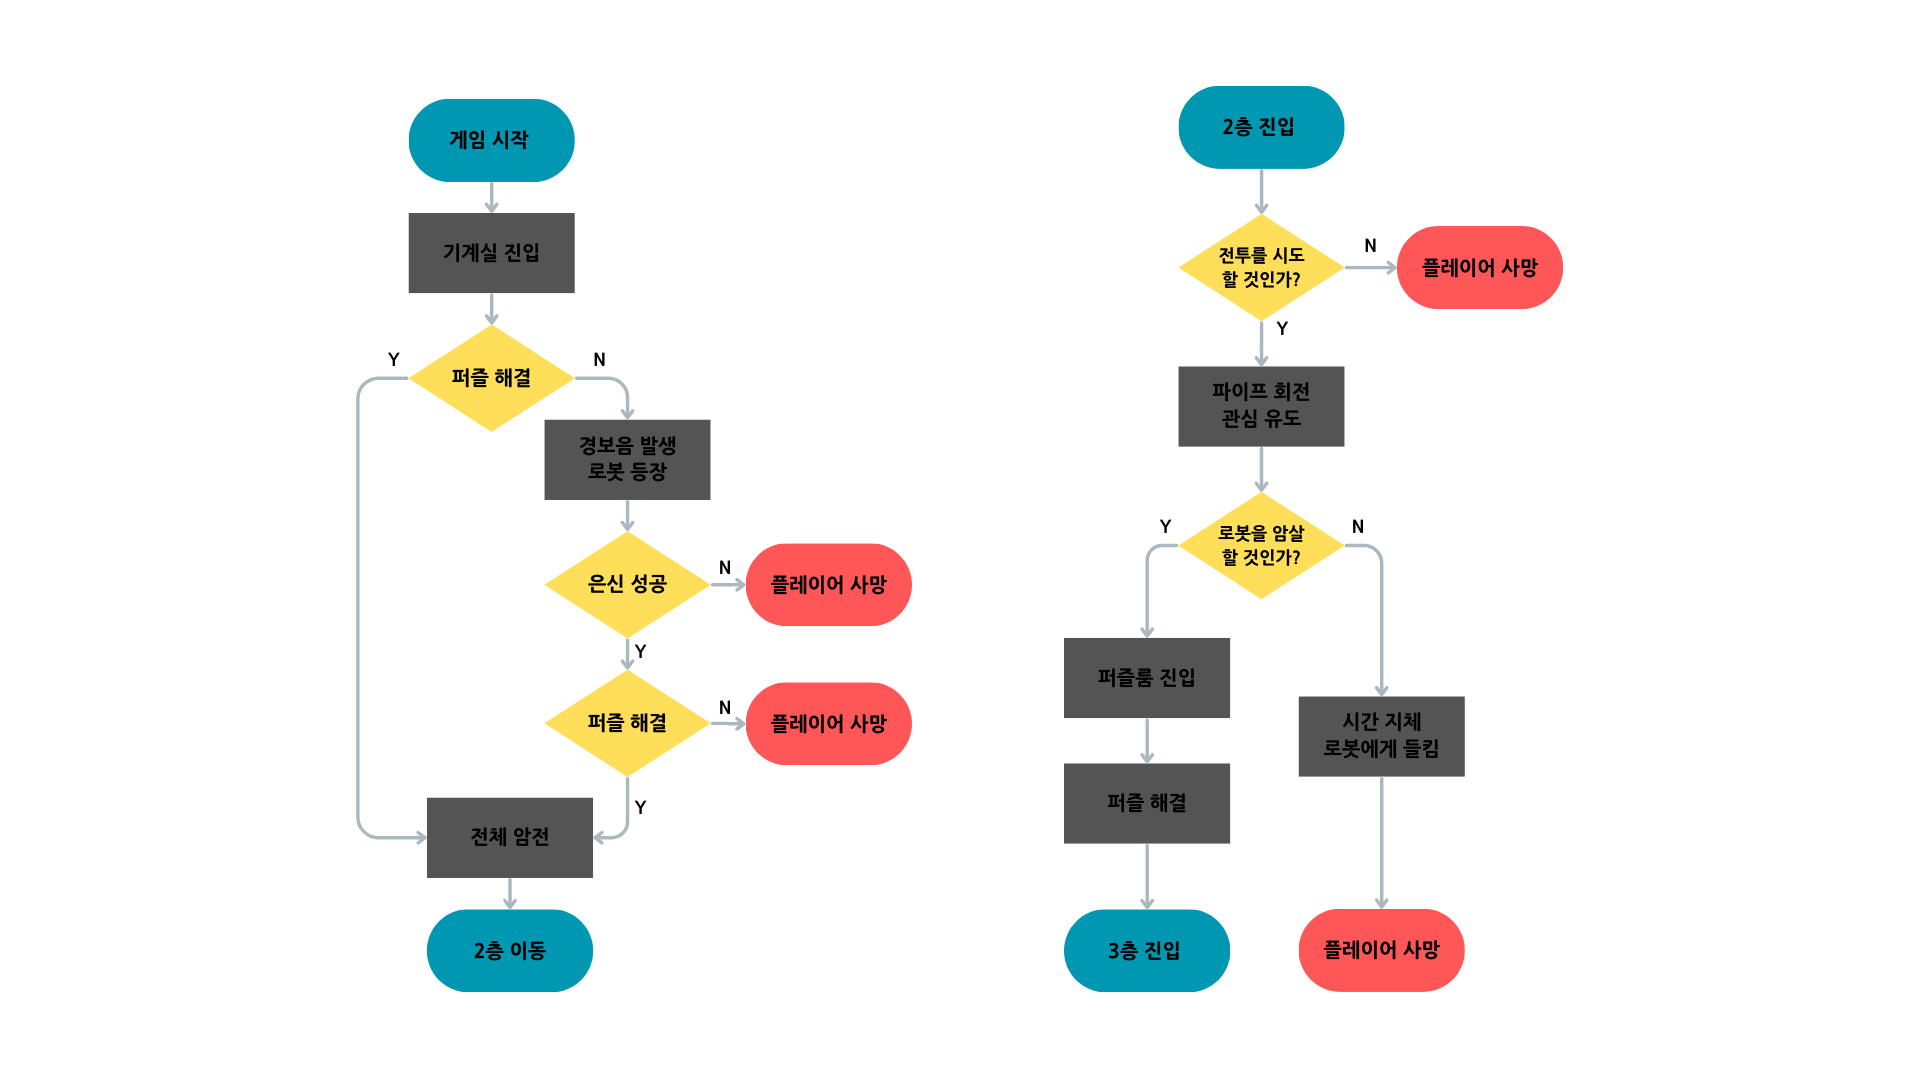 게임 시작
기계실 진입
퍼즐 해결
Y
N
경보음 발생
로봇 등장
은신 성공
N
플레이어 사망
Y
퍼즐 해결
N
플레이어 사망
Y
전체 암전
2층 이동
2층 진입
전투를 시도
할 것인가?
N
플레이어 사망
Y
파이프 회전
관심 유도
로봇을 암살
할 것인가?
Y
N
퍼즐룸 진입
퍼즐 해결
3층 진입
시간 지체
로봇에게 들킴
플레이어 사망